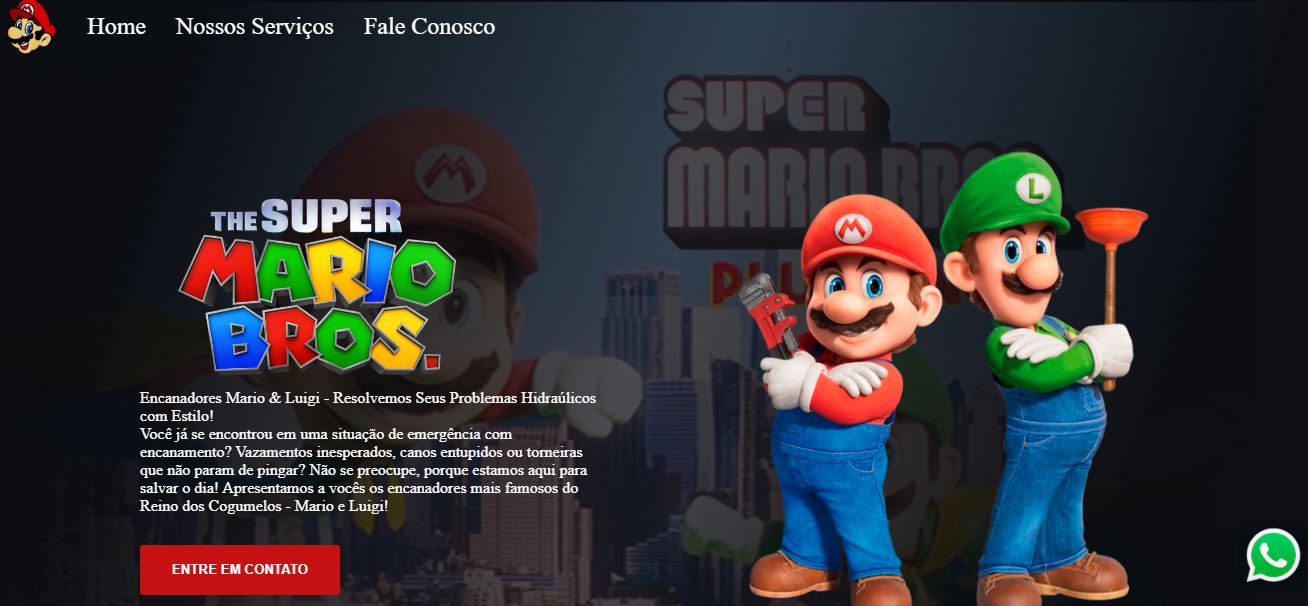 Home Nossos Serviços Fale Conosco
SUPER
MARIO BRO
THE SUPER
MARIO
BROS.
M
M
L
Encanadores Mario & Luigi - Resolvemos Seus Problemas Hidraúlicos
com Estilo!
Você já se encontrou em uma situação de emergência com
encanamento? Vazamentos inesperados, canos entupidos ou torneiras
que não param de pingar? Não se preocupe, porque estamos aqui para
salvar o dia! Apresentamos a vocês os encanadores mais famosos do
Reino dos Cogumelos - Mario e Luigi!
ENTRE EM CONTATO